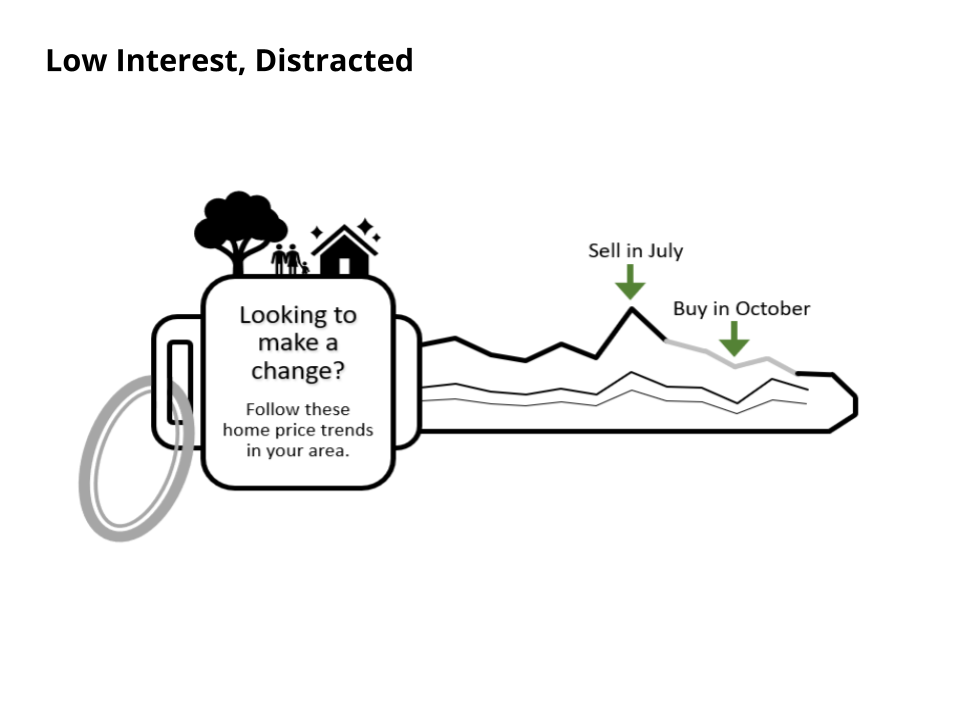 Low Interest, Distracted
Sell in July
Buy in October
Looking to
make a
change?
Follow these
home price trends
in your area.